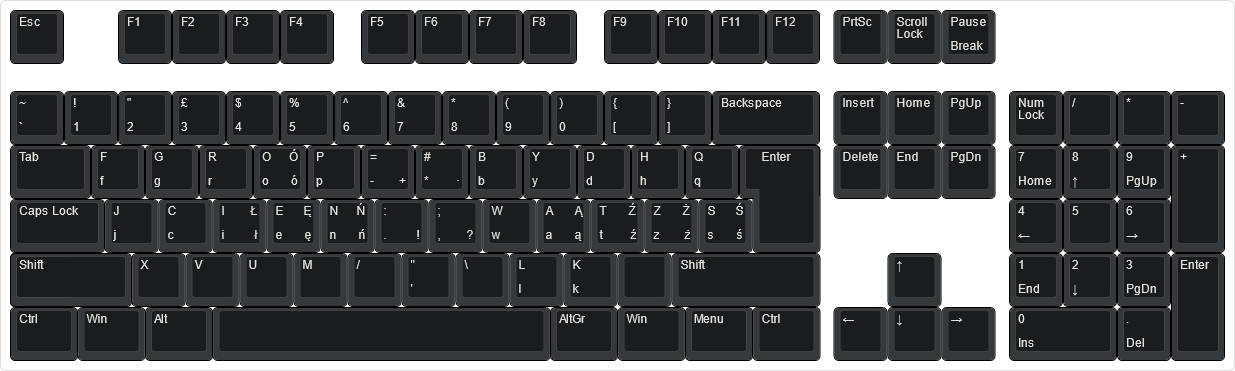 Esc F1 F2 F3 F4 F5 F6 F7 F8 F9 F10 F11 F12 PrtSc Scroll Pause
Lock
Break
~ ! " £ $ % ^ & * ( ) { } Backspace Insert Home PgUp Num / * -
Lock
` 1 2 3 4 5 6 7 8 9 0 [ ]
Tab F G R O Ó P = # B Y D H Q Enter Delete End PgDn 7 8 9 +
f g r o ó p - + * · b y d h q Home ↑ PgUp
Caps Lock J C I Ł E Ę N Ń : ; W A Ą T Ź Z Ż S Ś 4 5 6
j c i ł e ę n ń . ! , ? w a ą t ź z ż s ś ← →
Shift X V U M / " \ L K Shift ↑ 1 2 3 Enter
' l k End ↓ PgDn
Ctrl Win Alt AltGr Win Menu Ctrl ← ↓ → 0 .
Ins Del